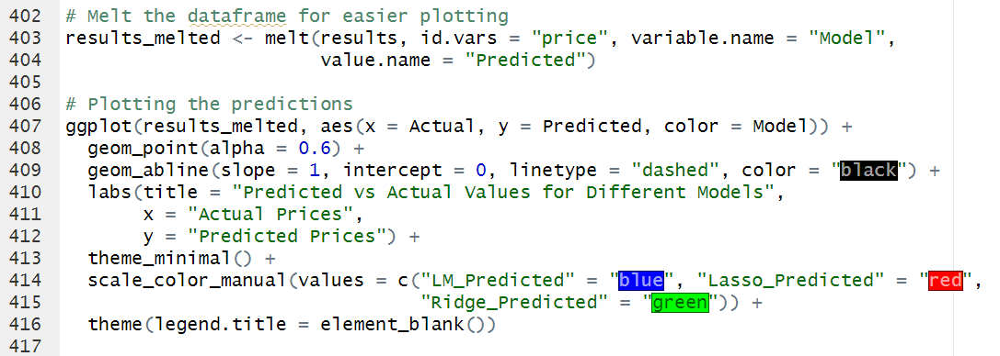 402 # Melt the dataframe for easier plotting
403 results_melted <- melt(results, id.vars = "price", variable.name = "Model",
404                        value.name = "Predicted")
405
406 # Plotting the predictions
407 ggplot(results_melted, aes(x = Actual, y = Predicted, color = Model)) +
408   geom_point(alpha = 0.6) +
409   geom_abline(slope = 1, intercept = 0, linetype = "dashed", color = "black") +
410   labs(title = "Predicted vs Actual Values for Different Models",
411        x = "Actual Prices",
412        y = "Predicted Prices") +
413   theme_minimal() +
414   scale_color_manual(values = c("LM_Predicted" = "blue", "Lasso_Predicted" = "red",
415                                 "Ridge_Predicted" = "green")) +
416   theme(legend.title = element_blank())
417